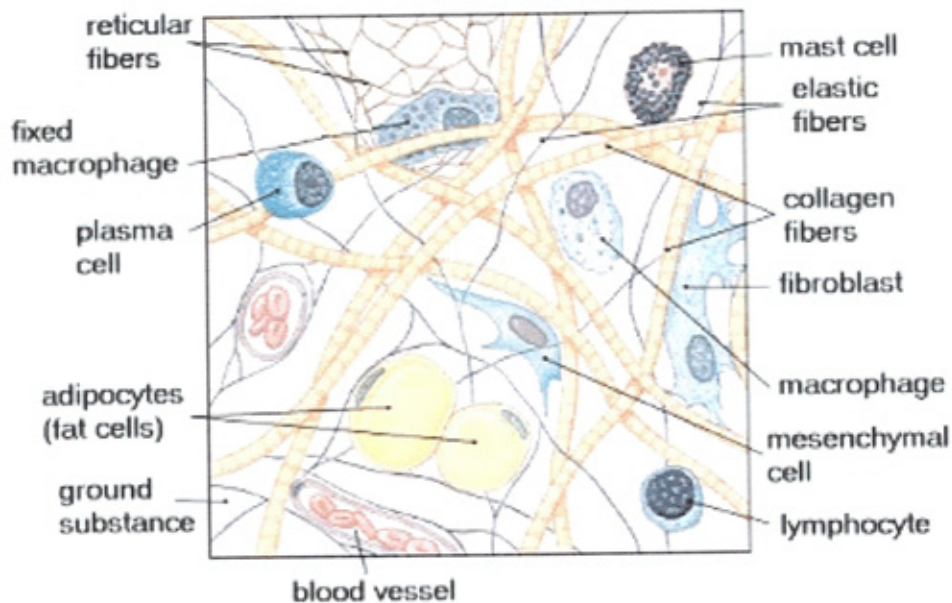 reticular
fibers
fixed
macrophage
plasma
cell
adipocytes
(fat cells)
ground
substance
blood vessel
mast cell
elastic
fibers
collagen
fibers
fibroblast
macrophage
mesenchymal
cell
lymphocyte